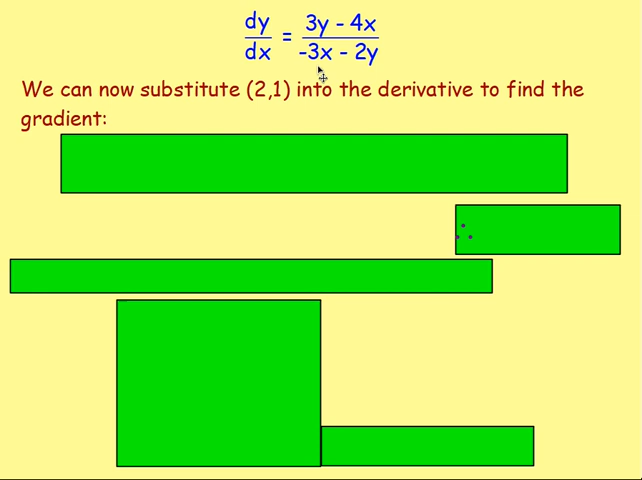 dy/dx = 3y - 4x / -3x - 2y
We can now substitute (2,1) into the derivative to find the
gradient:
∴